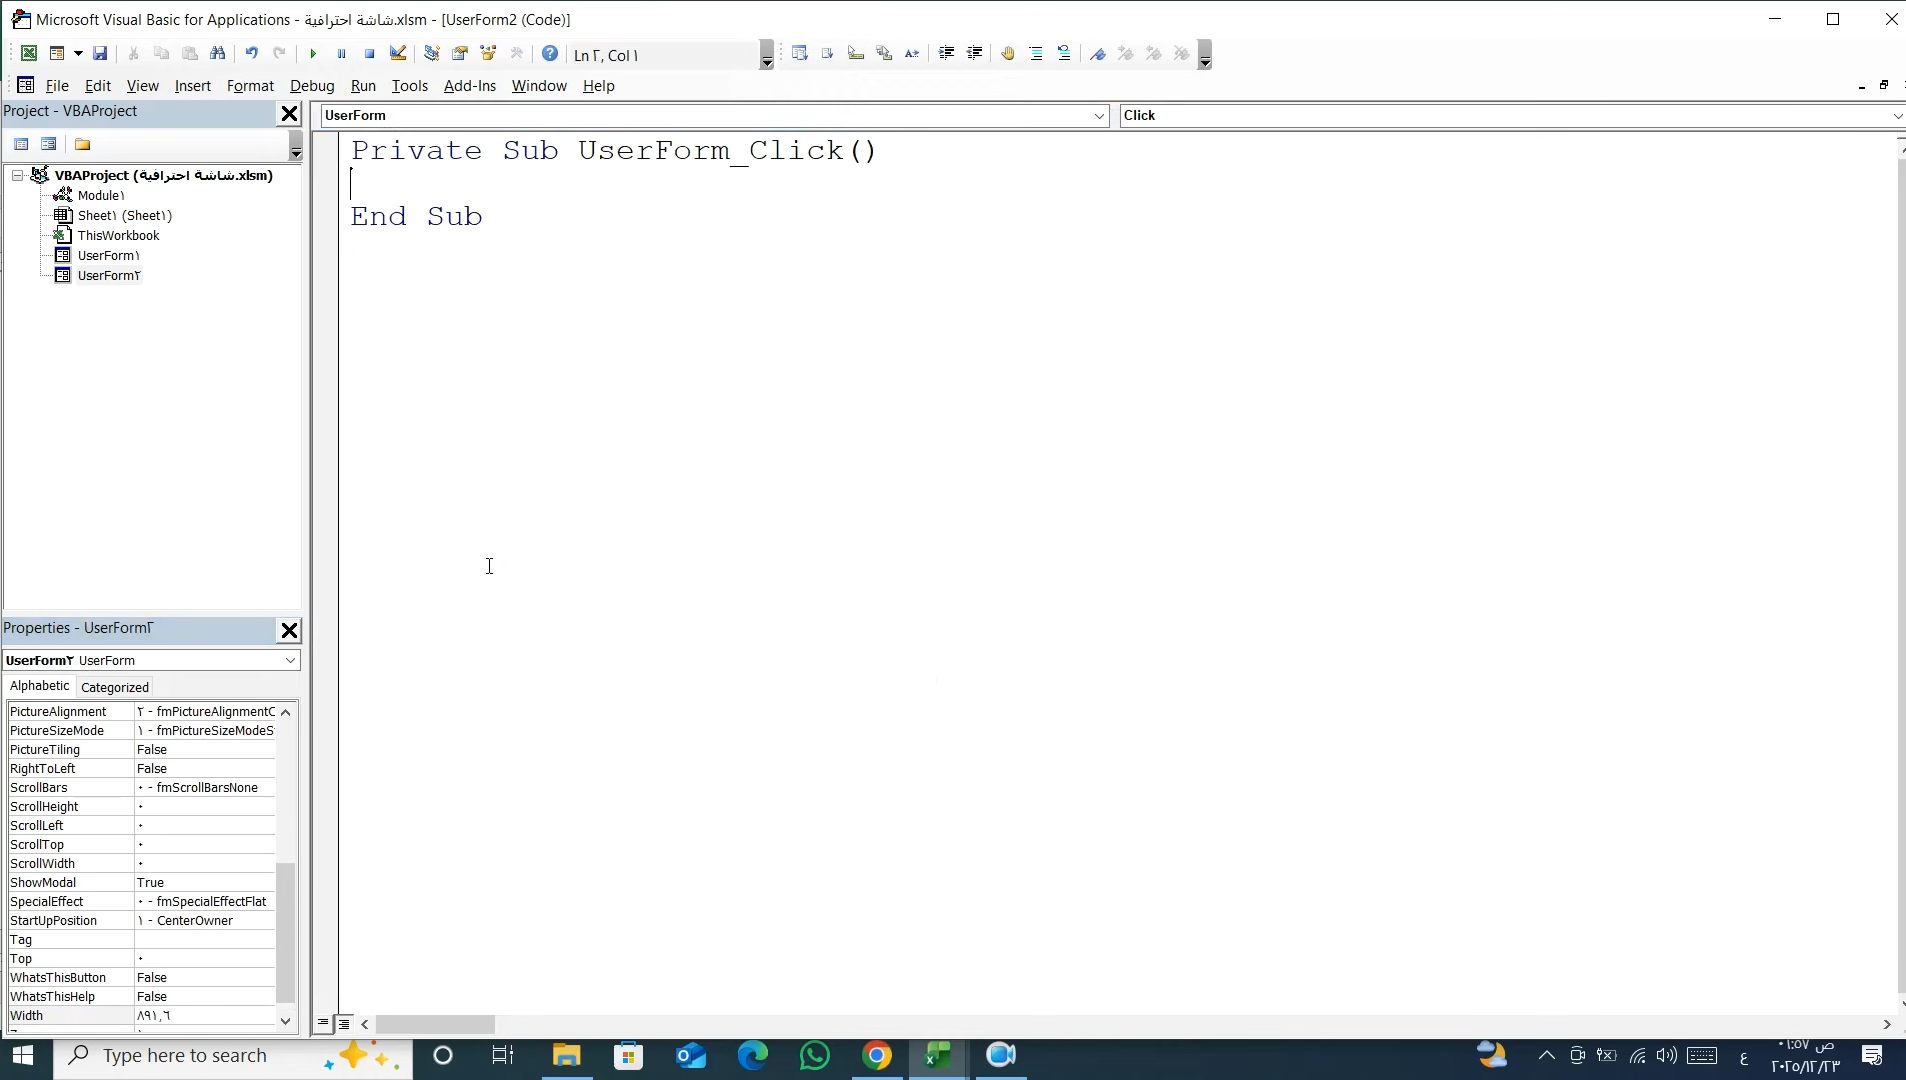 Microsoft Visual Basic for Applications - شاشة احترافية.xlsm - [UserForm2 (Code)]
Ln ٢, Col ١
File Edit View Insert Format Debug Run Tools Add-Ins Window Help
Project - VBAProject
UserForm
Click
VBAProject (شاشة احترافية.xlsm)
Module١
Sheet١ (Sheet١)
ThisWorkbook
UserForm١
UserForm٢
Private Sub UserForm_Click()
End Sub
Properties - UserForm٢
UserForm٢ UserForm
Alphabetic Categorized
PictureAlignment ٢ - fmPictureAlignmentC
PictureSizeMode ١ - fmPictureSizeModeS
PictureTiling False
RightToLeft False
ScrollBars ٠ - fmScrollBarsNone
ScrollHeight ٠
ScrollLeft ٠
ScrollTop ٠
ScrollWidth ٠
ShowModal True
SpecialEffect ٠ - fmSpecialEffectFlat
StartUpPosition ١ - CenterOwner
Tag
Top ٠
WhatsThisButton False
WhatsThisHelp False
Width ٨٩١,٦
Type here to search
ع
ص ٠٦:٥٧
٢٠٢٥/١٢/٢٣